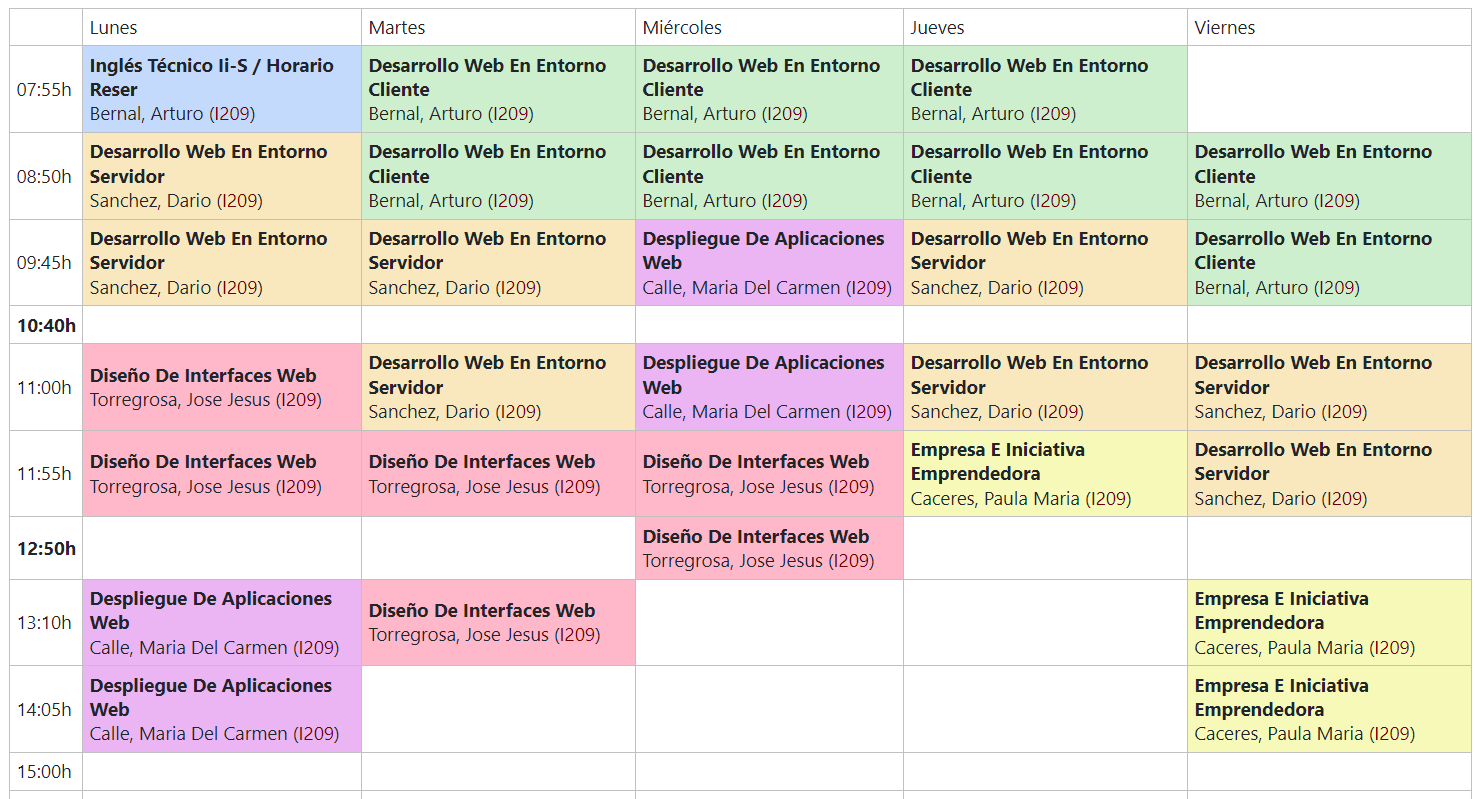 Lunes
Martes
Miércoles
Jueves
Viernes
07:55h
Inglés Técnico Ii-S / Horario
Reser
Bernal, Arturo (I209)
Desarrollo Web En Entorno
Cliente
Bernal, Arturo (I209)
Desarrollo Web En Entorno
Cliente
Bernal, Arturo (I209)
Desarrollo Web En Entorno
Cliente
Bernal, Arturo (I209)
08:50h
Desarrollo Web En Entorno
Servidor
Sanchez, Dario (I209)
Desarrollo Web En Entorno
Cliente
Bernal, Arturo (I209)
Desarrollo Web En Entorno
Cliente
Bernal, Arturo (I209)
Desarrollo Web En Entorno
Cliente
Bernal, Arturo (I209)
Desarrollo Web En Entorno
Cliente
Bernal, Arturo (I209)
09:45h
Desarrollo Web En Entorno
Servidor
Sanchez, Dario (I209)
Desarrollo Web En Entorno
Servidor
Sanchez, Dario (I209)
Despliegue De Aplicaciones
Web
Calle, Maria Del Carmen (I209)
Desarrollo Web En Entorno
Servidor
Sanchez, Dario (I209)
Desarrollo Web En Entorno
Cliente
Bernal, Arturo (I209)
10:40h
11:00h
Diseño De Interfaces Web
Torregrosa, Jose Jesus (I209)
Desarrollo Web En Entorno
Servidor
Sanchez, Dario (I209)
Despliegue De Aplicaciones
Web
Calle, Maria Del Carmen (I209)
Desarrollo Web En Entorno
Servidor
Sanchez, Dario (I209)
Desarrollo Web En Entorno
Servidor
Sanchez, Dario (I209)
11:55h
Diseño De Interfaces Web
Torregrosa, Jose Jesus (I209)
Diseño De Interfaces Web
Torregrosa, Jose Jesus (I209)
Diseño De Interfaces Web
Torregrosa, Jose Jesus (I209)
Empresa E Iniciativa
Emprendedora
Caceres, Paula Maria (I209)
Desarrollo Web En Entorno
Servidor
Sanchez, Dario (I209)
12:50h
Diseño De Interfaces Web
Torregrosa, Jose Jesus (I209)
13:10h
Despliegue De Aplicaciones
Web
Calle, Maria Del Carmen (I209)
Diseño De Interfaces Web
Torregrosa, Jose Jesus (I209)
Empresa E Iniciativa
Emprendedora
Caceres, Paula Maria (I209)
14:05h
Despliegue De Aplicaciones
Web
Calle, Maria Del Carmen (I209)
Empresa E Iniciativa
Emprendedora
Caceres, Paula Maria (I209)
15:00h